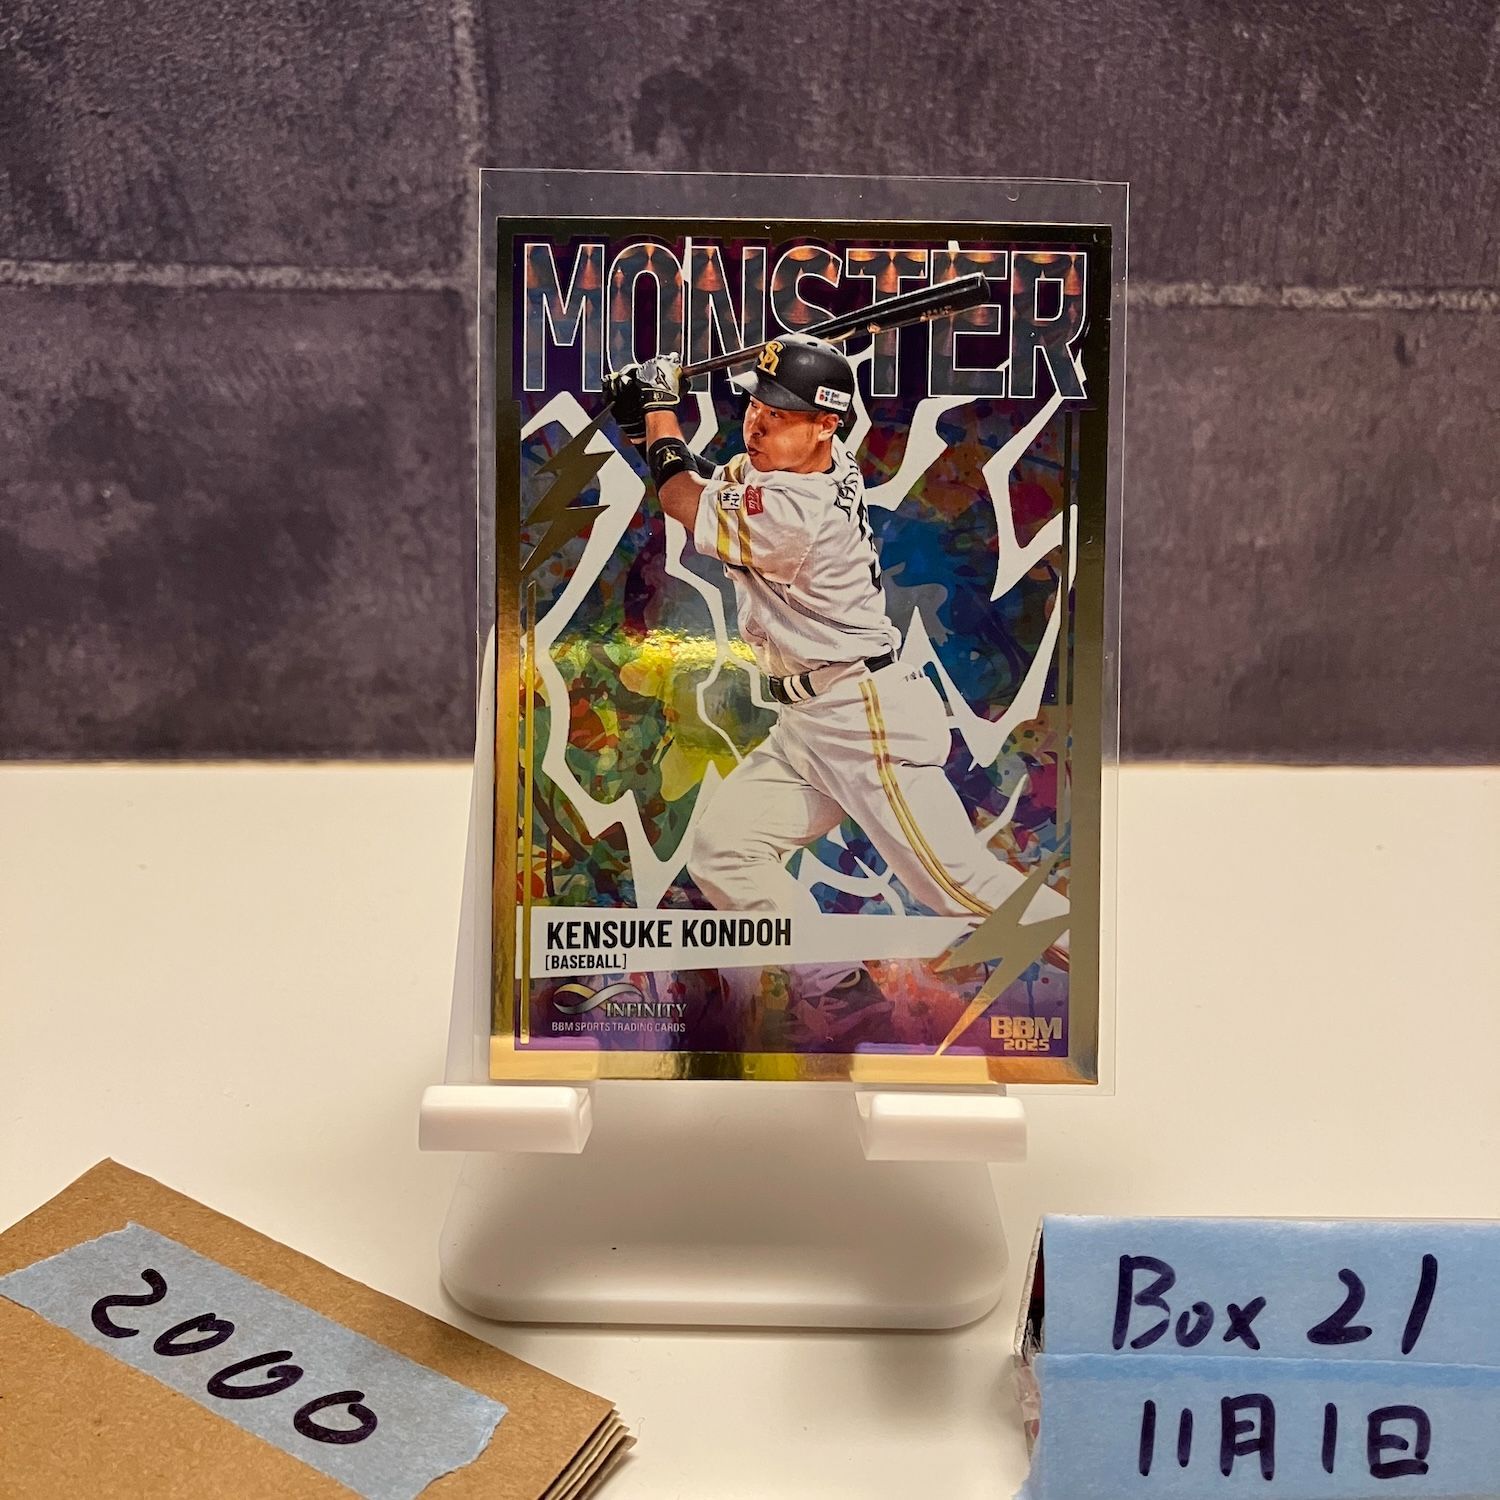 MONSTER
SH
KENSUKE KONDOH
[BASEBALL]
INFINITY
BBM SPORTS TRADING CARDS
BBM
2025
2000
Box 21
11月1日